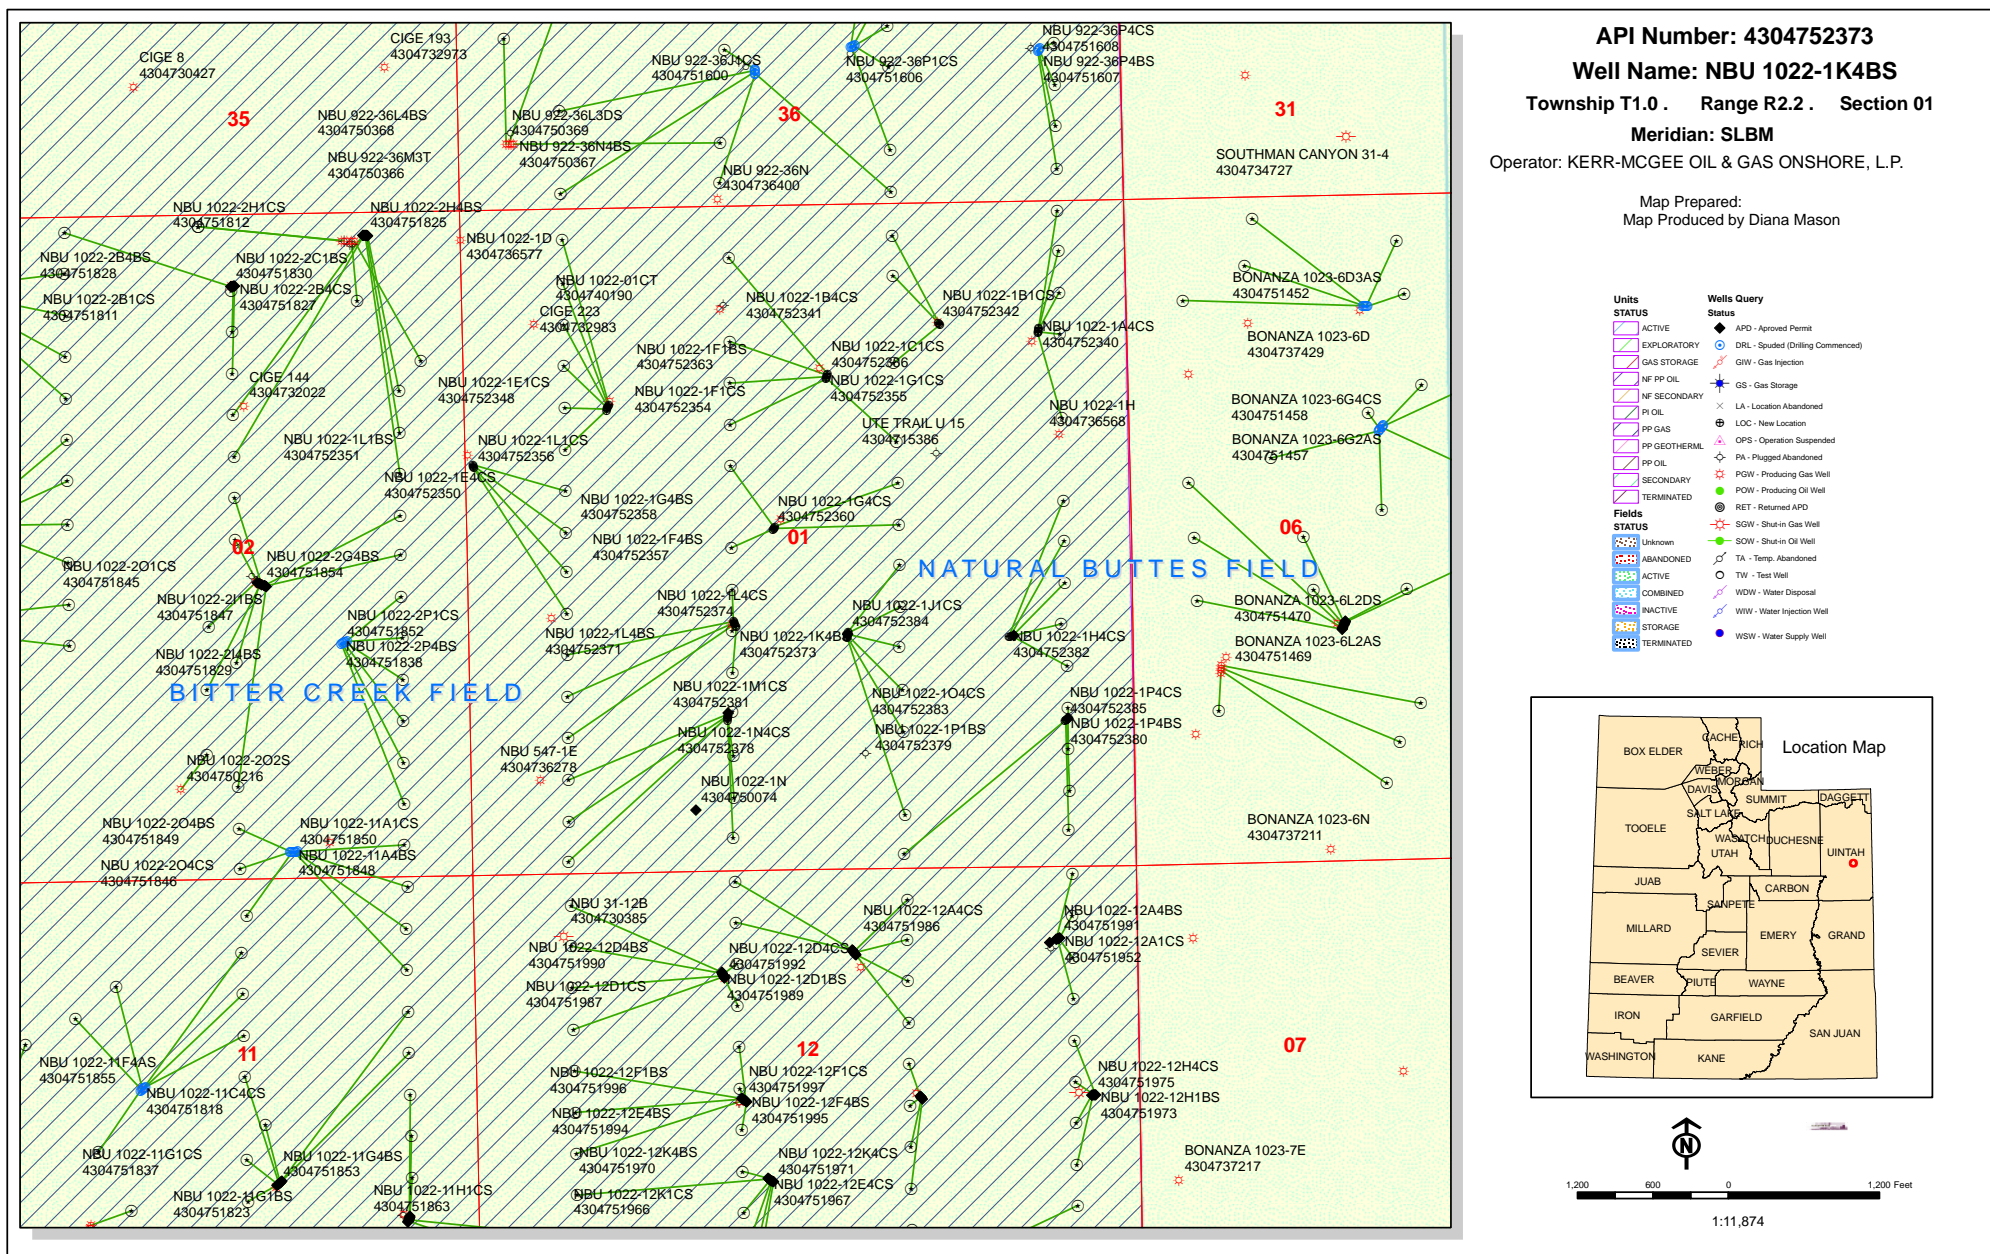 API Number: 4304752373
Well Name: NBU 1022-1K4BS
Township T1.0 . Range R2.2 . Section 01
Meridian: SLBM
Operator: KERR-MCGEE OIL & GAS ONSHORE, L.P.
Map Prepared:
Map Produced by Diana Mason
Units
STATUS
ACTIVE
EXPLORATORY
GAS STORAGE
NF PP OIL
NF SECONDARY
PI OIL
PP GAS
PP GEOTHERML
PP OIL
SECONDARY
TERMINATED
Fields
STATUS
Unknown
ABANDONED
ACTIVE
COMBINED
INACTIVE
STORAGE
TERMINATED
Wells Query
Status
APD - Aproved Permit
DRL - Spuded (Drilling Commenced)
GIW - Gas Injection
GS - Gas Storage
LA - Location Abandoned
LOC - New Location
OPS - Operation Suspended
PA - Plugged Abandoned
PGW - Producing Gas Well
POW - Producing Oil Well
RET - Returned APD
SGW - Shut-in Gas Well
SOW - Shut-in Oil Well
TA - Temp. Abandoned
TW - Test Well
WDW - Water Disposal
WIW - Water Injection Well
WSW - Water Supply Well
Location Map
BOX ELDER
CACHE
RICH
WEBER
MORGAN
DAVIS
SUMMIT
DAGGETT
SALT LAKE
TOOELE
WASATCH
DUCHESNE
UINTAH
UTAH
JUAB
CARBON
SANPETE
MILLARD
EMERY
GRAND
SEVIER
BEAVER
PIUTE
WAYNE
IRON
GARFIELD
SAN JUAN
WASHINGTON
KANE
N
1,200 600 0 1,200 Feet
1:11,874
CIGE 8
4304730427
CIGE 193
4304732973
NBU 922-36J1CS
4304751600
NBU 922-36P1CS
4304751606
NBU 922-36P4CS
4304751608
NBU 922-36P4BS
4304751607
35
36
31
NBU 922-36L4BS
4304750368
NBU 922-36L3DS
4304750369
NBU 922-36N4BS
4304750367
NBU 922-36M3T
4304750366
NBU 922-36N
4304736400
SOUTHMAN CANYON 31-4
4304734727
NBU 1022-2H1CS
4304751812
NBU 1022-2H4BS
4304751825
NBU 1022-1D
4304736577
NBU 1022-2B4BS
4304751828
NBU 1022-2C1BS
4304751830
NBU 1022-2B4CS
4304751827
NBU 1022-2B1CS
4304751811
NBU 1022-01CT
4304740190
CIGE 223
4304732983
NBU 1022-1B4CS
4304752341
NBU 1022-1B1CS
4304752342
NBU 1022-1A4CS
4304752340
BONANZA 1023-6D3AS
4304751452
BONANZA 1023-6D
4304737429
NBU 1022-1F1BS
4304752363
NBU 1022-1C1CS
4304752366
NBU 1022-1G1CS
4304752355
CIGE 144
4304732022
NBU 1022-1E1CS
4304752348
NBU 1022-1F1CS
4304752354
NBU 1022-1H
4304736568
BONANZA 1023-6G4CS
4304751458
UTE TRAIL U 15
4304715386
BONANZA 1023-6G2AS
4304751457
NBU 1022-1L1BS
4304752351
NBU 1022-1L1CS
4304752356
NBU 1022-1E4CS
4304752350
NBU 1022-1G4BS
4304752358
NBU 1022-1G4CS
4304752360
01
06
02
NBU 1022-1F4BS
4304752357
NATURAL BUTTES FIELD
NBU 1022-2O1CS
4304751845
NBU 1022-2G4BS
4304751854
NBU 1022-2I1BS
4304751847
NBU 1022-2P1CS
4304751852
NBU 1022-2P4BS
4304751838
NBU 1022-2I4BS
4304751829
NBU 1022-1L4CS
4304752374
NBU 1022-1K4BS
4304752373
NBU 1022-1L4BS
4304752371
NBU 1022-1J1CS
4304752384
NBU 1022-1H4CS
4304752382
BONANZA 1023-6L2DS
4304751470
BONANZA 1023-6L2AS
4304751469
BITTER CREEK FIELD
NBU 1022-1M1CS
4304752381
NBU 1022-1O4CS
4304752383
NBU 1022-1P4CS
4304752385
NBU 1022-1P4BS
4304752380
NBU 1022-1N4CS
4304752378
NBU 1022-1P1BS
4304752379
NBU 547-1E
4304736278
NBU 1022-2O2S
4304750216
NBU 1022-1N
4304750074
NBU 1022-2O4BS
4304751849
NBU 1022-11A1CS
4304751850
NBU 1022-11A4BS
4304751848
NBU 1022-2O4CS
4304751846
BONANZA 1023-6N
4304737211
NBU 31-12B
4304730385
NBU 1022-12A4CS
4304751986
NBU 1022-12A4BS
4304751991
NBU 1022-12A1CS
4304751952
NBU 1022-12D4BS
4304751990
NBU 1022-12D4CS
4304751992
NBU 1022-12D1BS
4304751989
NBU 1022-12D1CS
4304751987
11
12
07
NBU 1022-11F4AS
4304751855
NBU 1022-11C4CS
4304751818
NBU 1022-12F1BS
4304751996
NBU 1022-12F1CS
4304751997
NBU 1022-12F4BS
4304751995
NBU 1022-12H4CS
4304751975
NBU 1022-12H1BS
4304751973
NBU 1022-12E4BS
4304751994
NBU 1022-11G1CS
4304751837
NBU 1022-11G4BS
4304751853
NBU 1022-12K4BS
4304751970
NBU 1022-12K4CS
4304751971
NBU 1022-12E4CS
4304751967
BONANZA 1023-7E
4304737217
NBU 1022-11G1BS
4304751823
NBU 1022-11H1CS
4304751863
NBU 1022-12K1CS
4304751966